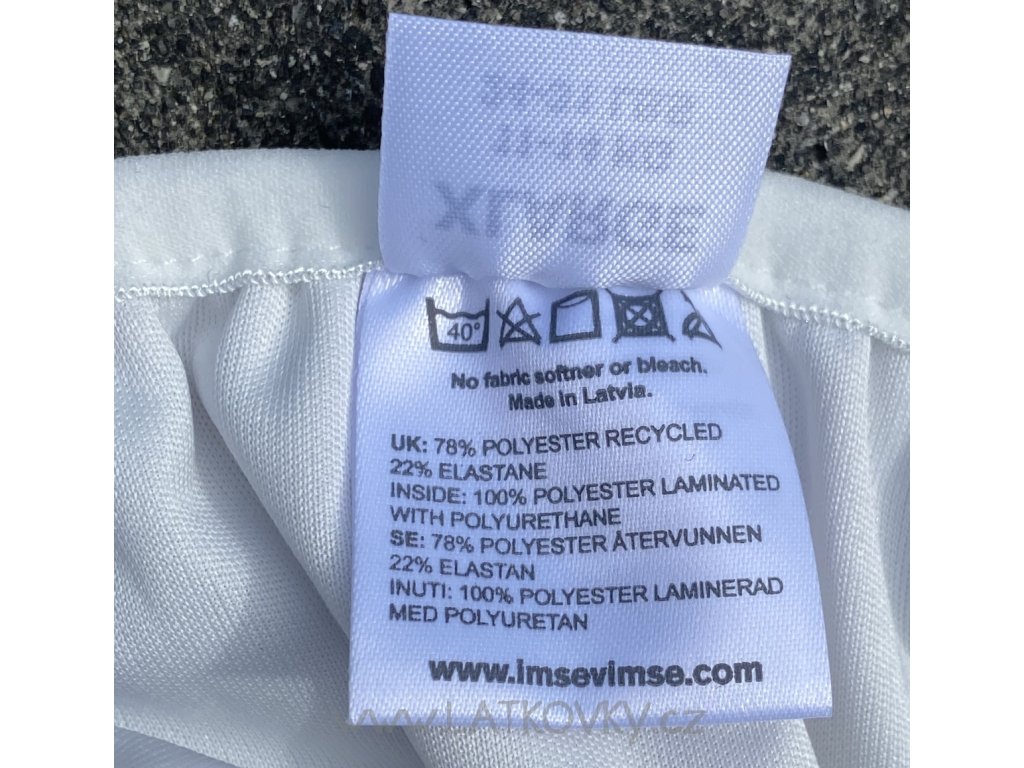 40°
No fabric softner or bleach.
Made in Latvia.
UK: 78% POLYESTER RECYCLED
22% ELASTANE
INSIDE: 100% POLYESTER LAMINATED
WITH POLYURETHANE
SE: 78% POLYESTER ÅTERVUNNEN
22% ELASTAN
INUTI: 100% POLYESTER LAMINERAD
MED POLYURETAN
www.imsevimse.com
www.LATKOVKY.cz